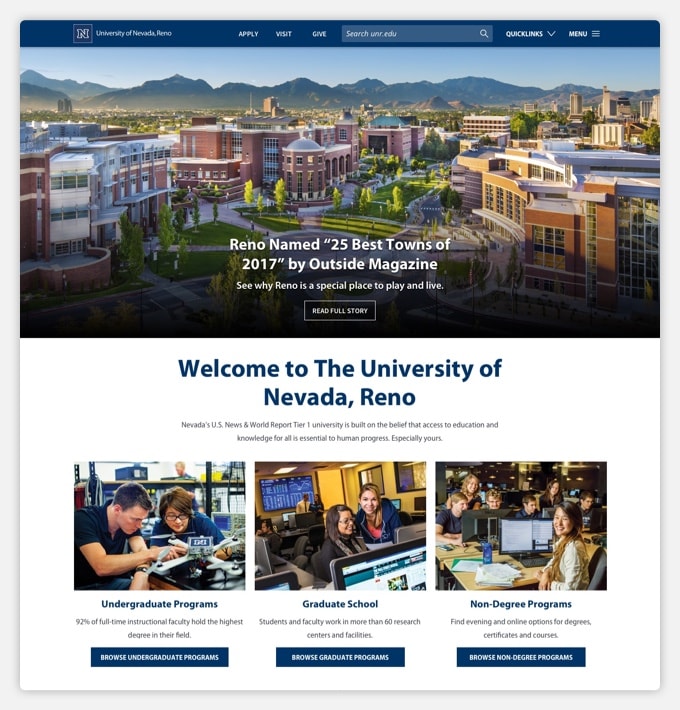 N University of Nevada, Reno APPLY VISIT GIVE Search unr.edu QUICKLINKS MENU
Reno Named “25 Best Towns of
2017” by Outside Magazine
See why Reno is a special place to play and live.
READ FULL STORY
Welcome to The University of
Nevada, Reno
Nevada's U.S. News & World Report Tier 1 university is built on the belief that access to education and
knowledge for all is essential to human progress. Especially yours.
Undergraduate Programs
92% of full-time instructional faculty hold the highest
degree in their field.
BROWSE UNDERGRADUATE PROGRAMS
Graduate School
Students and faculty work in more than 60 research
centers and facilities.
BROWSE GRADUATE PROGRAMS
Non-Degree Programs
Find evening and online options for degrees,
certificates and courses.
BROWSE NON-DEGREE PROGRAMS